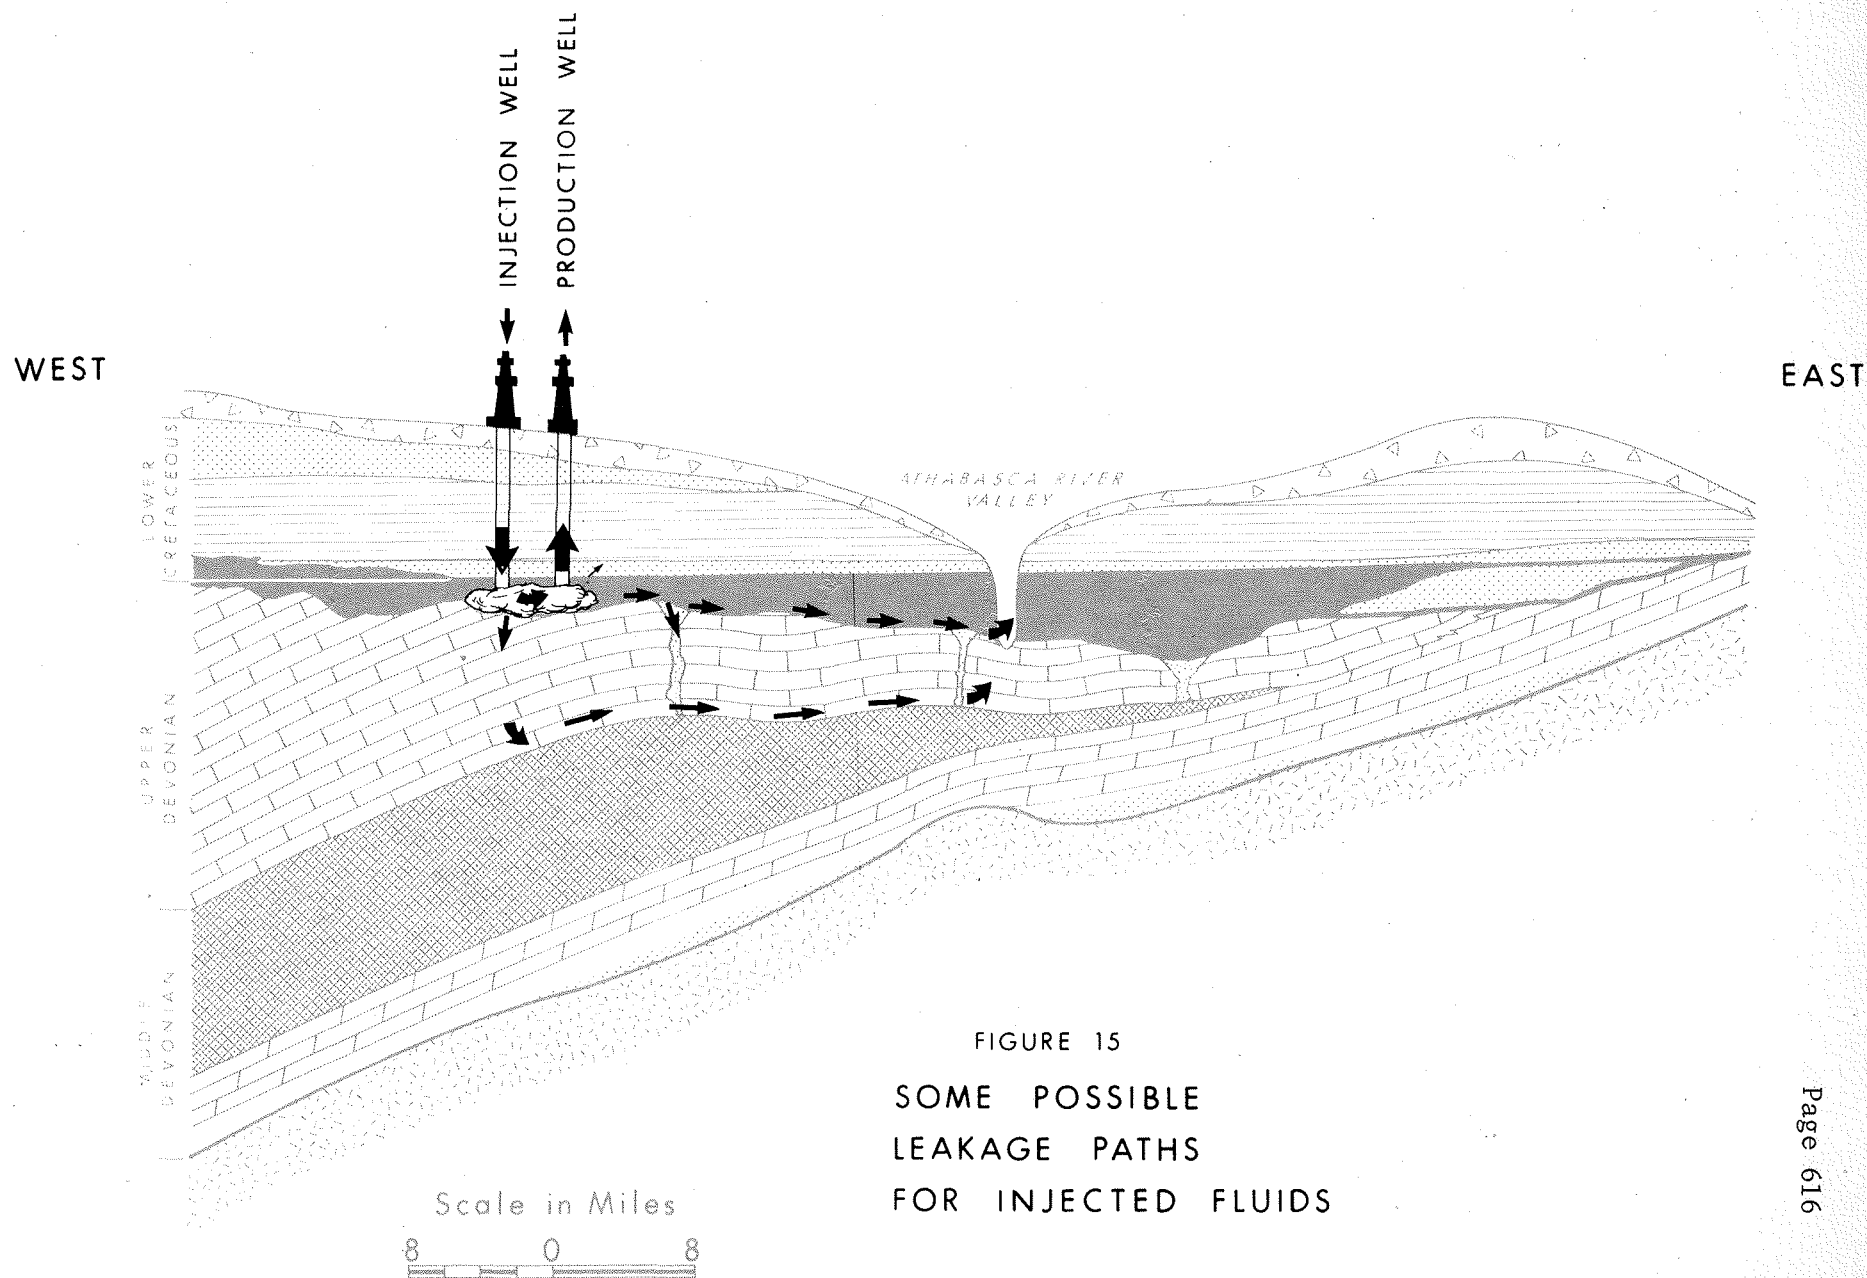 INJECTION WELL
PRODUCTION WELL
WEST
EAST
ATHABASCA RIVER
VALLEY
LOWER
CRETACEOUS
UPPER
DEVONIAN
MIDDLE
DEVONIAN
FIGURE 15
SOME POSSIBLE
LEAKAGE PATHS
FOR INJECTED FLUIDS
Scale in Miles
8 0 8
Page 616